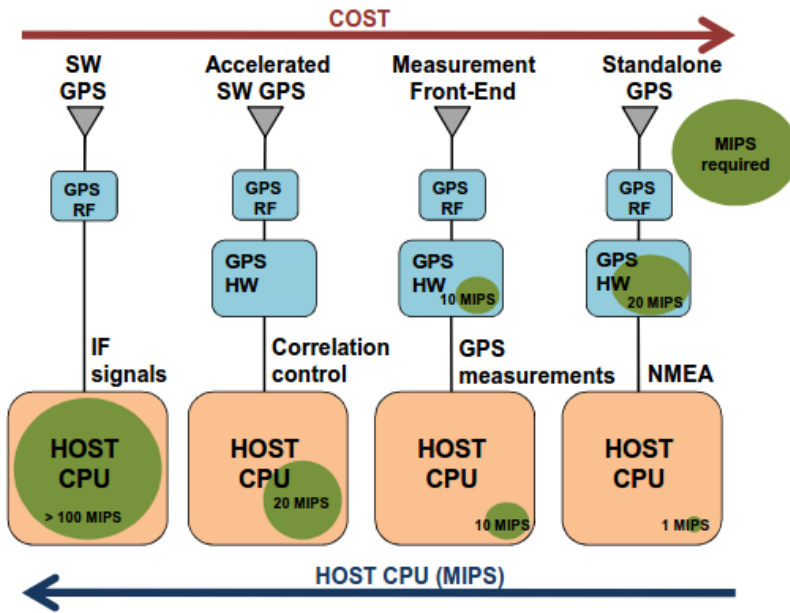 COST
SW
GPS
Accelerated
SW GPS
Measurement
Front-End
Standalone
GPS
MIPS
required
GPS
RF
GPS
RF
GPS
RF
GPS
RF
GPS
HW
GPS
HW
10 MIPS
GPS
HW
20 MIPS
IF
signals
Correlation
control
GPS
measurements
NMEA
HOST
CPU
> 100 MIPS
HOST
CPU
20 MIPS
HOST
CPU
10 MIPS
HOST
CPU
1 MIPS
HOST CPU (MIPS)